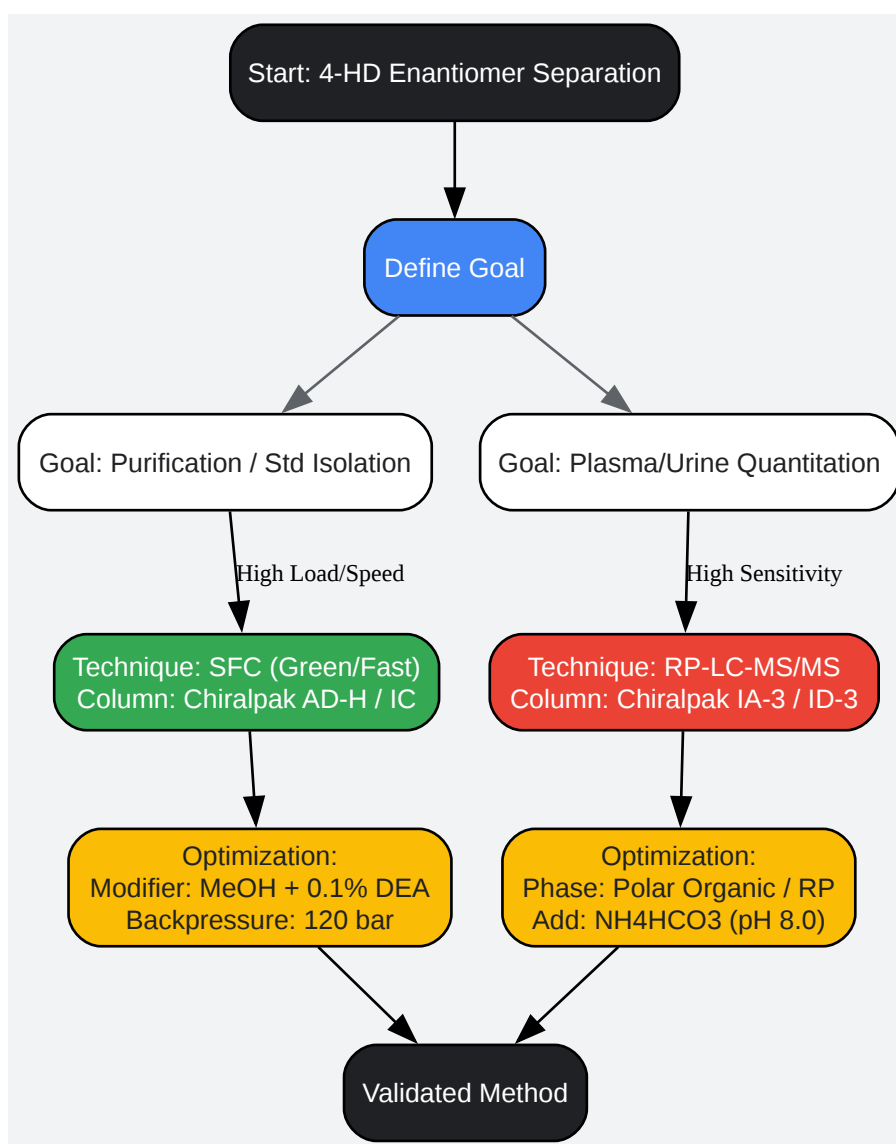 Start: 4-HD Enantiomer Separation
Define Goal
Goal: Purification / Std Isolation
Goal: Plasma/Urine Quantitation
High Load/Speed
High Sensitivity
Technique: SFC (Green/Fast)
Column: Chiralpak AD-H / IC
Technique: RP-LC-MS/MS
Column: Chiralpak IA-3 / ID-3
Optimization:
Modifier: MeOH + 0.1% DEA
Backpressure: 120 bar
Optimization:
Phase: Polar Organic / RP
Add: NH4HCO3 (pH 8.0)
Validated Method